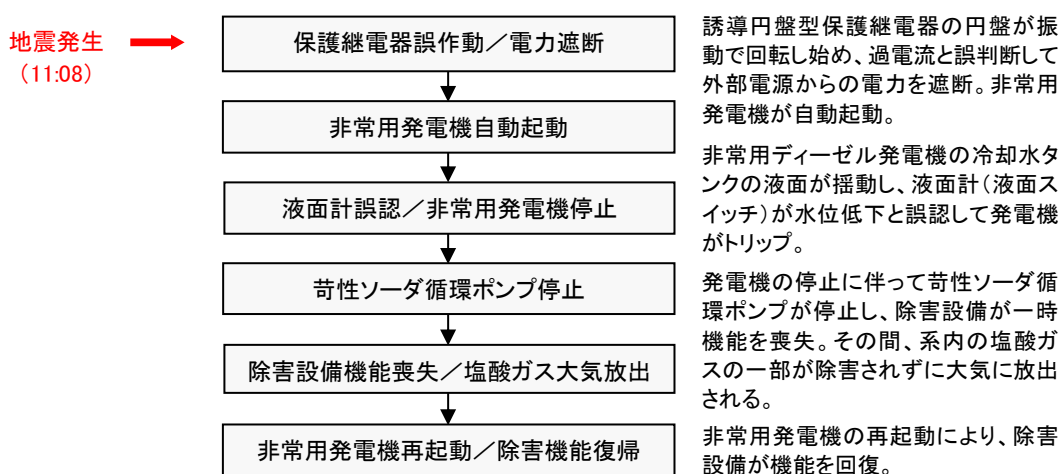 地震発生
（11:08）
保護継電器誤作動／電力遮断
非常用発電機自動起動
液面計誤認／非常用発電機停止
苛性ソーダ循環ポンプ停止
除害設備機能喪失／塩酸ガス大気放出
非常用発電機再起動／除害機能復帰
誘導円盤型保護継電器の円盤が振
動で回転し始め、過電流と誤判断して
外部電源からの電力を遮断。非常用
発電機が自動起動。
非常用ディーゼル発電機の冷却水タ
ンクの液面が揺動し、液面計（液面ス
イッチ）が水位低下と誤認して発電機
がトリップ。
発電機の停止に伴って苛性ソーダ循
環ポンプが停止し、除害設備が一時
機能を喪失。その間、系内の塩酸ガ
スの一部が除害されずに大気に放出
される。
非常用発電機の再起動により、除害
設備が機能を回復。